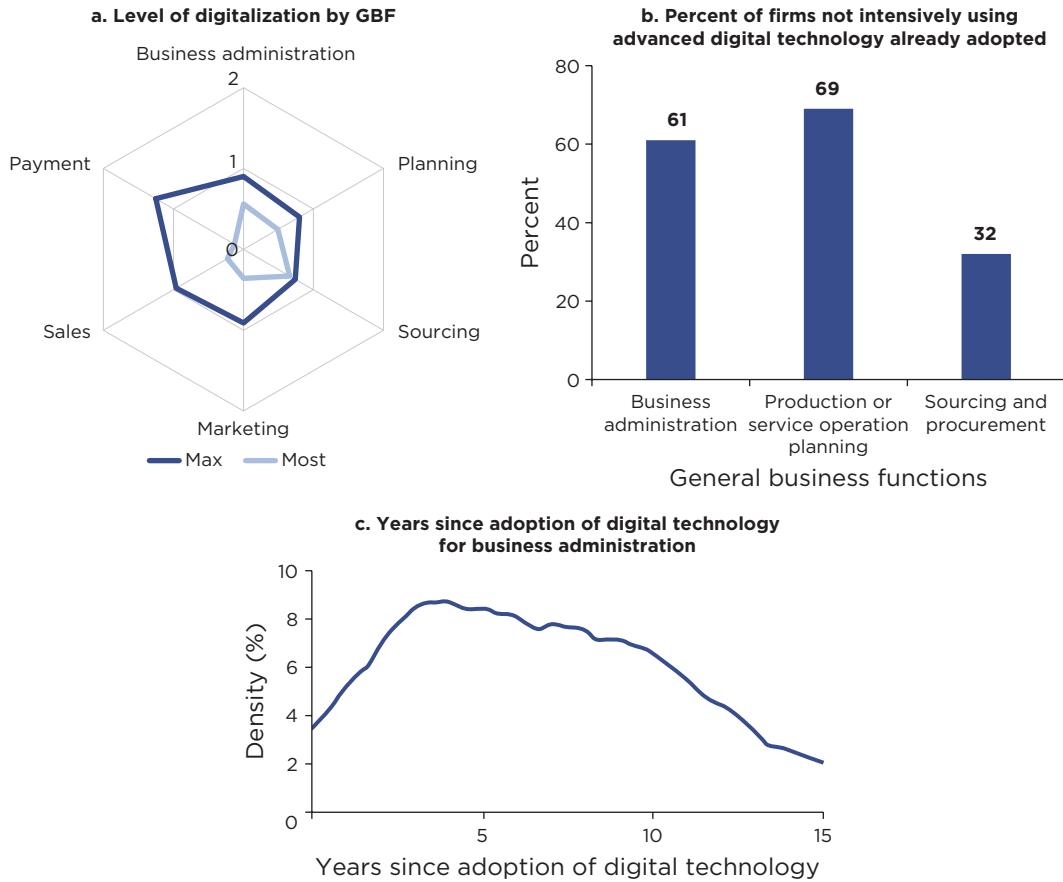 a. Level of digitalization by GBF
Business administration
2
Payment
1
Planning
0
Sales
Sourcing
Marketing
Max
Most
b. Percent of firms not intensively using
advanced digital technology already adopted
80
60
40
20
0
Percent
61
69
32
Business
administration
Production or
service operation
planning
Sourcing and
procurement
General business functions
c. Years since adoption of digital technology
for business administration
10
8
6
4
2
0
Density (%)
5
10
15
Years since adoption of digital technology